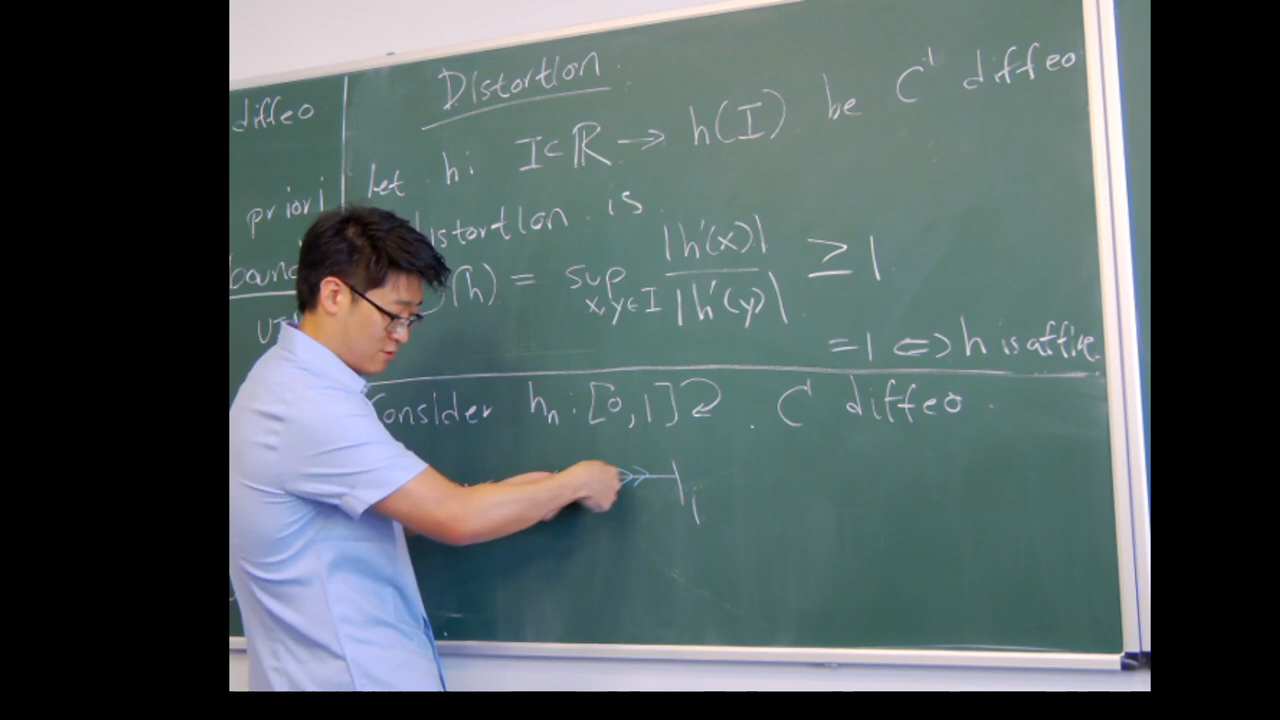 diffeo
priori
Distortion.
let h: I⊂ℝ → h(I) be C¹ diffeo
is
(h) = sup x,y∈I |h'(x)| / |h'(y)| ≥ 1
=1 ⟺ h is affine.
Consider hₙ: [0,1]⤸. C¹ diffeo.
1